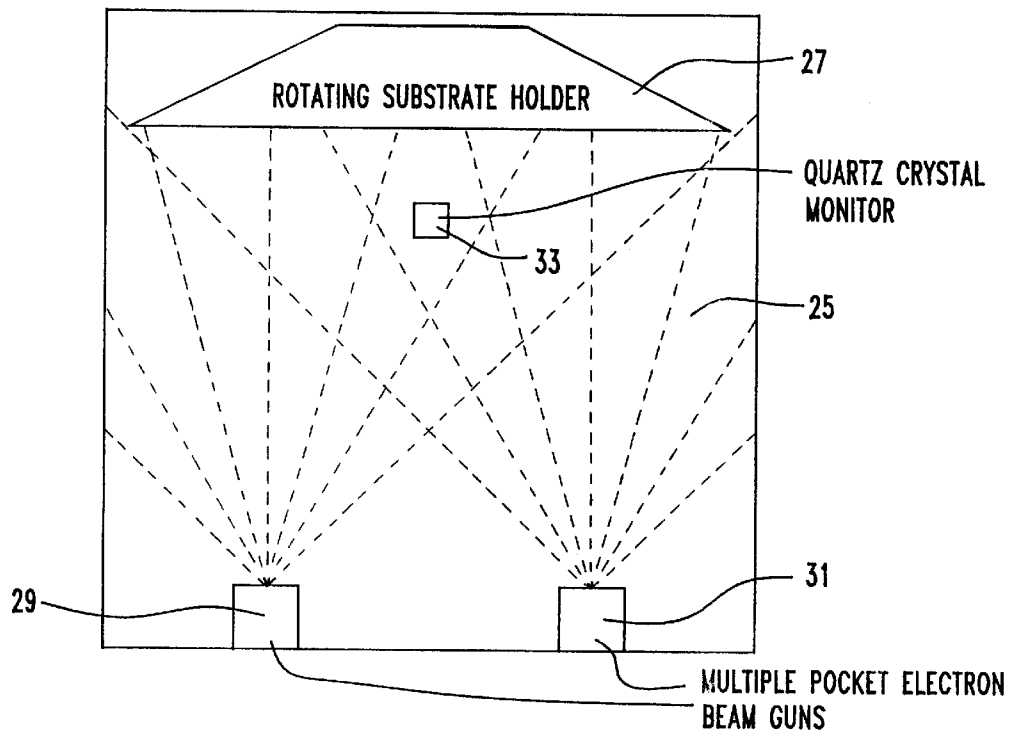 27
ROTATING SUBSTRATE HOLDER
QUARTZ CRYSTAL
MONITOR
33
25
29
31
MULTIPLE POCKET ELECTRON
BEAM GUNS